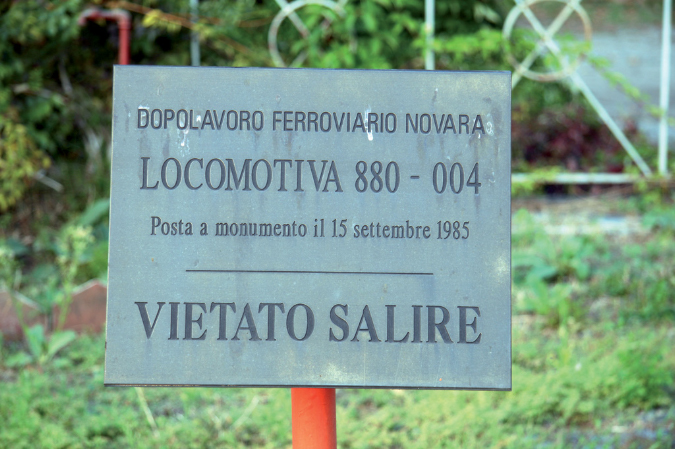 DOPOLAVORO FERROVIARIO NOVARA
LOCOMOTIVA 880 - 004
Posta a monumento il 15 settembre 1985
VIETATO SALIRE